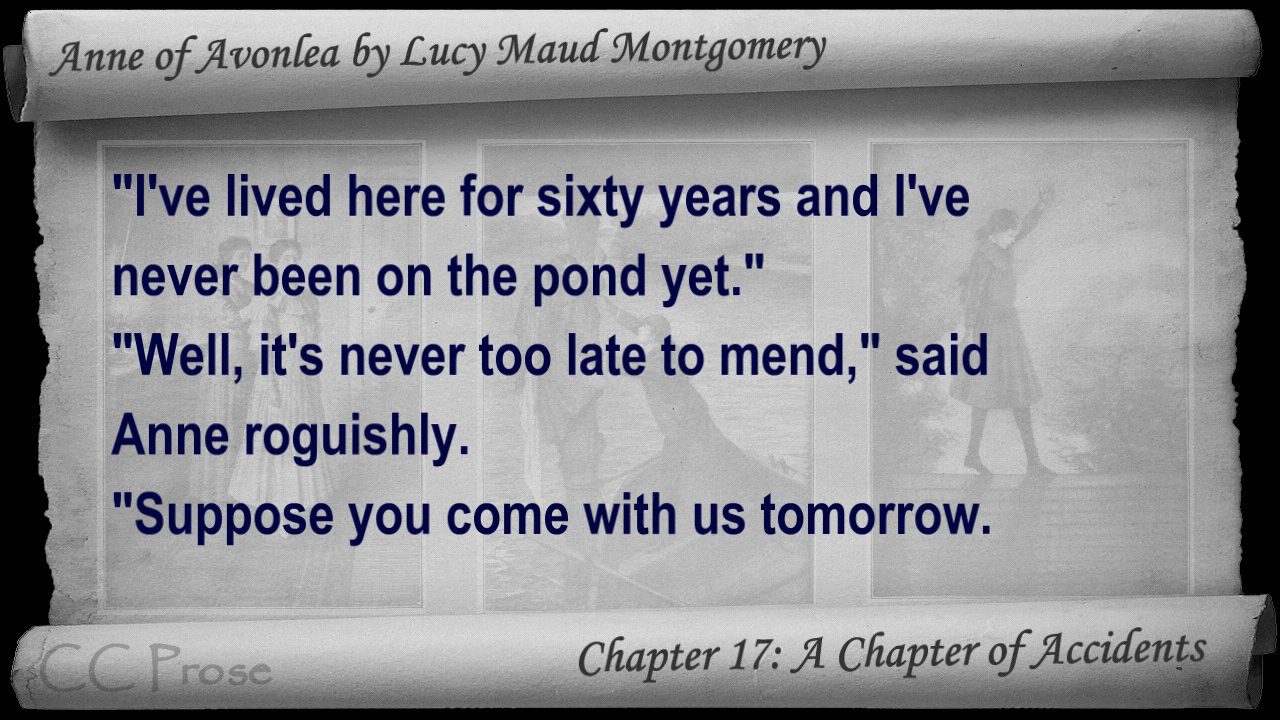 Anne of Avonlea by Lucy Maud Montgomery
"I've lived here for sixty years and I've
never been on the pond yet."
"Well, it's never too late to mend," said
Anne roguishly.
"Suppose you come with us tomorrow.
CC Prose
Chapter 17: A Chapter of Accidents